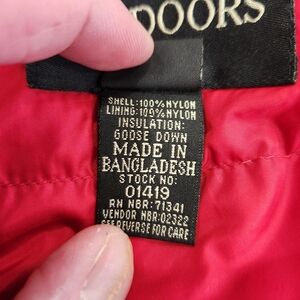 DOORS
SHELL:100%NYLON
LINING:100%NYLON
INSULATION:
GOOSE DOWN
MADE IN
BANGLADESH
STOCK NO:
01419
RN NBR:71341
VENDOR NBR:02322
SEE REVERSE FOR CARE